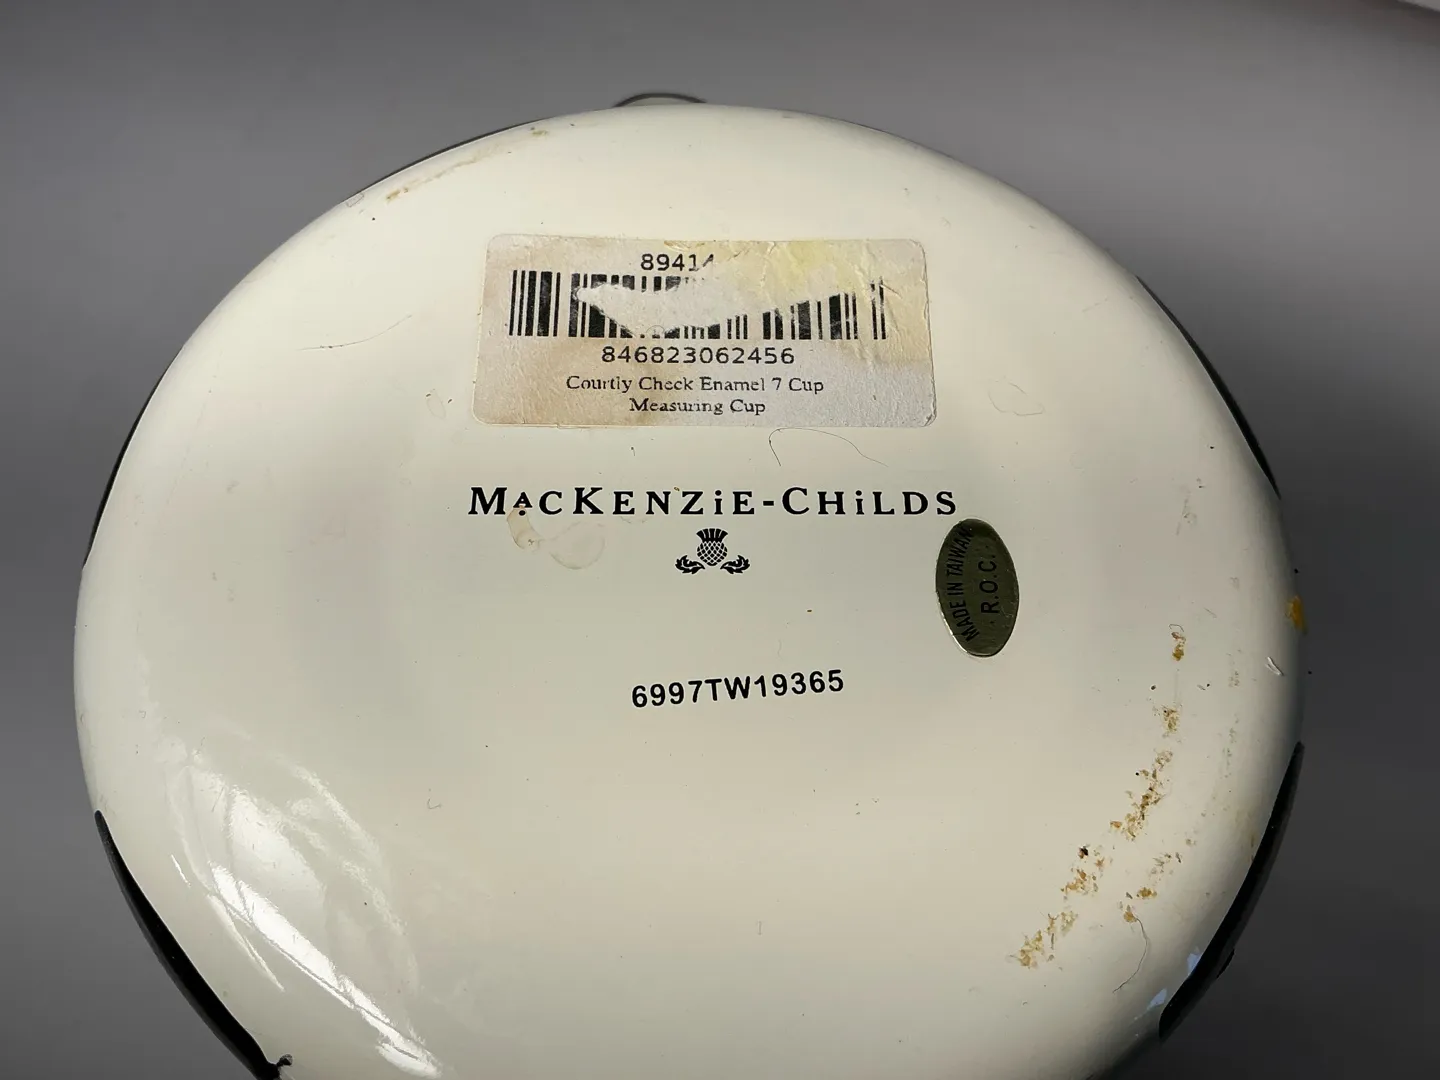 89414
846823062456
Courtly Check Enamel 7 Cup
Measuring Cup
MACKENZiE-CHiLDS
MADE IN TAIWAN
R.O.C.
6997TW19365